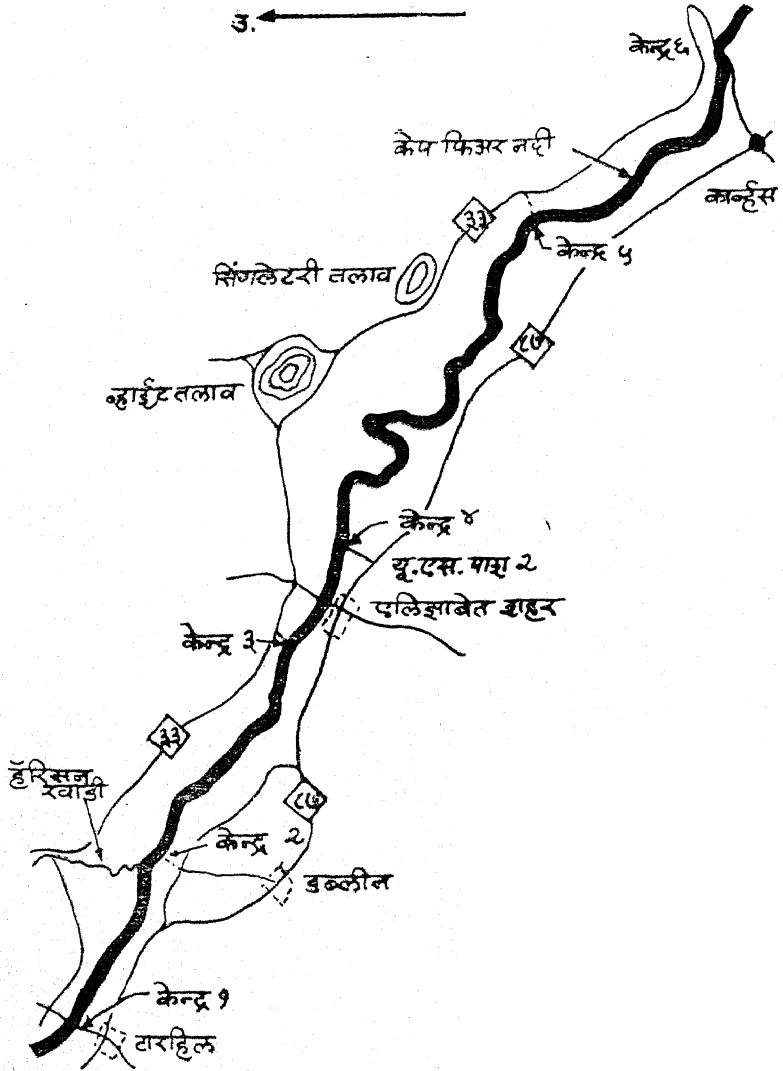 उ.
केन्द्र ६
केप फिअर नदी
कार्न्हस
३३
केन्द्र ५
सिंगलेटरी तलाव
८७
व्हाईट तलाव
केन्द्र ४
यू.एस. पाश २
एलिझाबेत शहर
केन्द्र ३
३३
हॅरिसन
खाडी
८७
केन्द्र २
डब्लीन
केन्द्र १
टारहिल